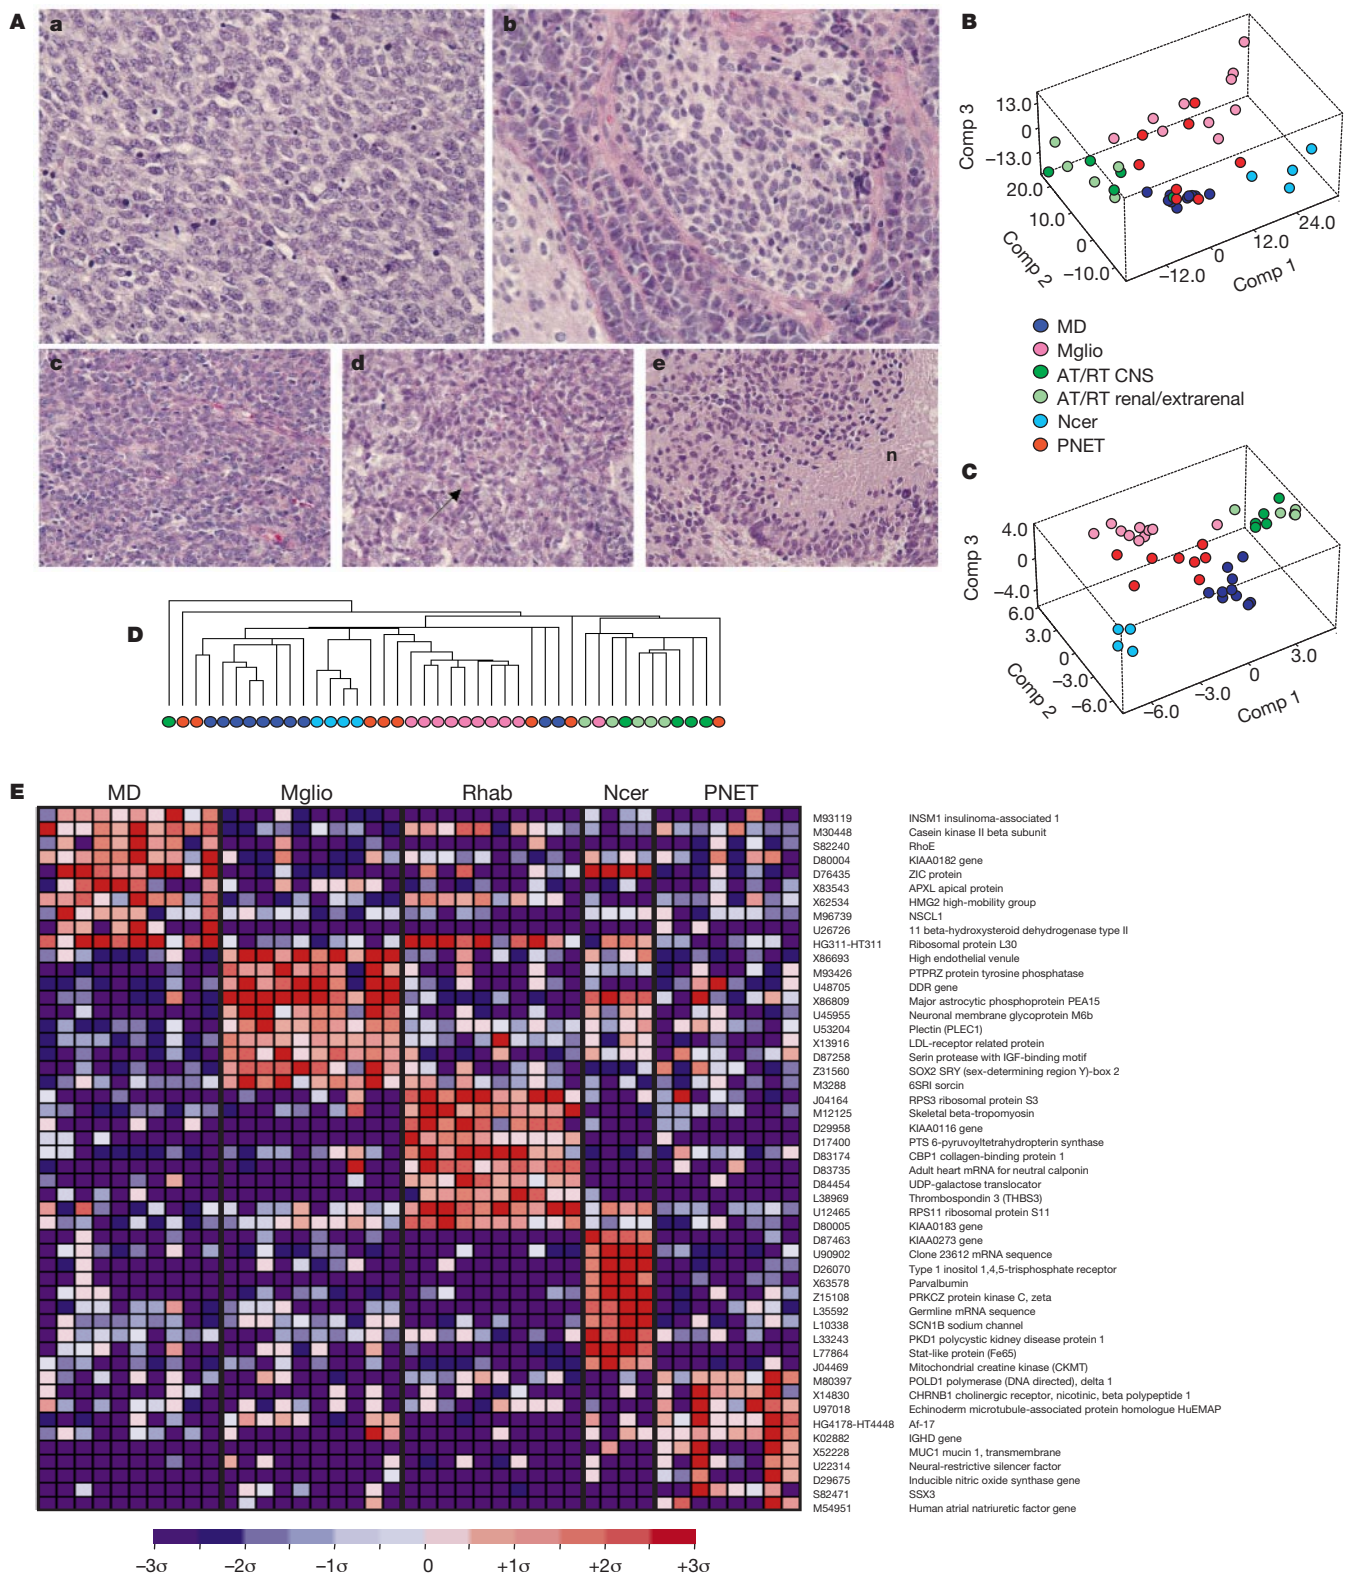 A
a
b
c
d
e
n
B
Comp 3
13.0
0
−13.0
20.0
10.0
0
−10.0
Comp 2
−12.0
0
12.0
24.0
Comp 1
MD
Mglio
AT/RT CNS
AT/RT renal/extrarenal
Ncer
PNET
C
Comp 3
4.0
0
−4.0
6.0
3.0
0
−3.0
−6.0
Comp 2
−6.0
−3.0
0
3.0
Comp 1
D
E
MD Mglio Rhab Ncer PNET
M93119 INSM1 insulinoma-associated 1
M30448 Casein kinase II beta subunit
S82240 RhoE
D80004 KIAA0182 gene
D76435 ZIC protein
X83543 APXL apical protein
X62534 HMG2 high-mobility group
M96739 NSCL1
U26726 11 beta-hydroxysteroid dehydrogenase type II
HG311-HT311 Ribosomal protein L30
X86693 High endothelial venule
M93426 PTPRZ protein tyrosine phosphatase
U48705 DDR gene
X86809 Major astrocytic phosphoprotein PEA15
U45955 Neuronal membrane glycoprotein M6b
U53204 Plectin (PLEC1)
X13916 LDL-receptor related protein
D87258 Serin protease with IGF-binding motif
Z31560 SOX2 SRY (sex-determining region Y)-box 2
M3288 6SRI sorcin
J04164 RPS3 ribosomal protein S3
M12125 Skeletal beta-tropomyosin
D29958 KIAA0116 gene
D17400 PTS 6-pyruvoyltetrahydropterin synthase
D83174 CBP1 collagen-binding protein 1
D83735 Adult heart mRNA for neutral calponin
D84454 UDP-galactose translocator
L38969 Thrombospondin 3 (THBS3)
U12465 RPS11 ribosomal protein S11
D80005 KIAA0183 gene
D87463 KIAA0273 gene
U90902 Clone 23612 mRNA sequence
D26070 Type 1 inositol 1,4,5-trisphosphate receptor
X63578 Parvalbumin
Z15108 PRKCZ protein kinase C, zeta
L35592 Germline mRNA sequence
L10338 SCN1B sodium channel
L33243 PKD1 polycystic kidney disease protein 1
L77864 Stat-like protein (Fe65)
J04469 Mitochondrial creatine kinase (CKMT)
M80397 POLD1 polymerase (DNA directed), delta 1
X14830 CHRNB1 cholinergic receptor, nicotinic, beta polypeptide 1
U97018 Echinoderm microtubule-associated protein homologue HuEMAP
HG4178-HT4448 Af-17
K02882 IGHD gene
X52228 MUC1 mucin 1, transmembrane
U22314 Neural-restrictive silencer factor
D29675 Inducible nitric oxide synthase gene
S82471 SSX3
M54951 Human atrial natriuretic factor gene
−3σ −2σ −1σ 0 +1σ +2σ +3σ